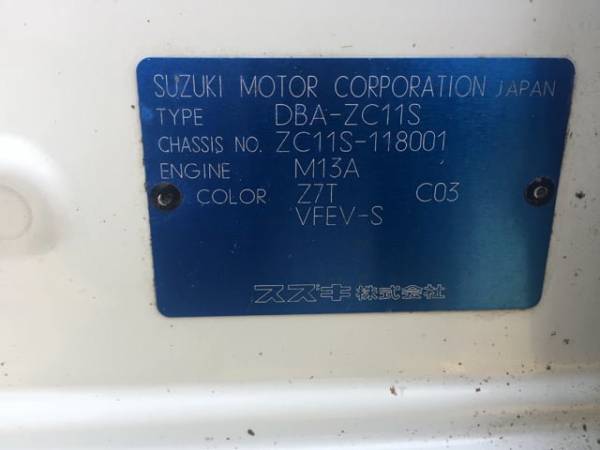 SUZUKI MOTOR CORPORATION JAPAN
TYPE DBA-ZC11S
CHASSIS NO. ZC11S-118001
ENGINE M13A
COLOR Z7T C03
VFEV-S
スズキ株式会社